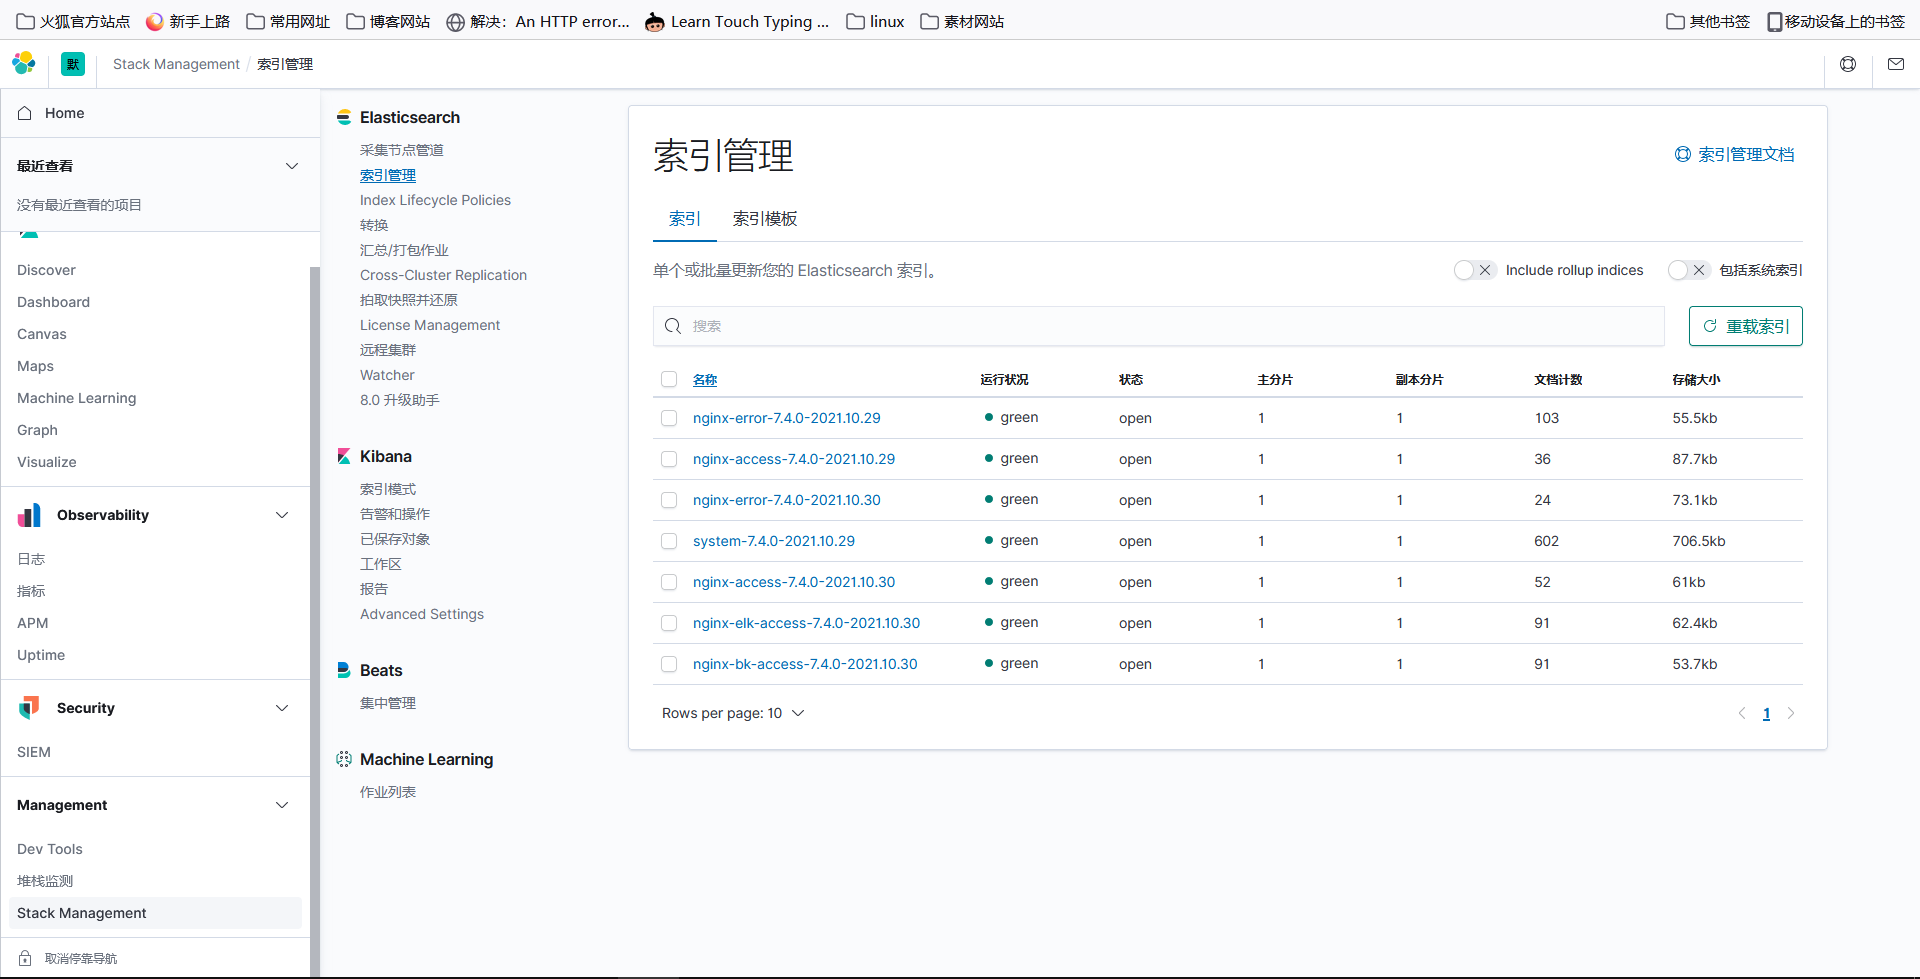 火狐官方站点 新手上路 常用网址 博客网站 解决：An HTTP error... Learn Touch Typing ... linux 素材网站 其他书签 移动设备上的书签
默 Stack Management / 索引管理
Home
最近查看
没有最近查看的项目
Discover
Dashboard
Canvas
Maps
Machine Learning
Graph
Visualize
Observability
日志
指标
APM
Uptime
Security
SIEM
Management
Dev Tools
堆栈监测
Stack Management
取消停靠导航
Elasticsearch
采集节点管道
索引管理
Index Lifecycle Policies
转换
汇总/打包作业
Cross-Cluster Replication
拍取快照并还原
License Management
远程集群
Watcher
8.0 升级助手
Kibana
索引模式
告警和操作
已保存对象
工作区
报告
Advanced Settings
Beats
集中管理
Machine Learning
作业列表
索引管理 索引管理文档
索引 索引模板
单个或批量更新您的 Elasticsearch 索引。 Include rollup indices 包括系统索引
搜索 重载索引
名称 运行状况 状态 主分片 副本分片 文档计数 存储大小
nginx-error-7.4.0-2021.10.29 green open 1 1 103 55.5kb
nginx-access-7.4.0-2021.10.29 green open 1 1 36 87.7kb
nginx-error-7.4.0-2021.10.30 green open 1 1 24 73.1kb
system-7.4.0-2021.10.29 green open 1 1 602 706.5kb
nginx-access-7.4.0-2021.10.30 green open 1 1 52 61kb
nginx-elk-access-7.4.0-2021.10.30 green open 1 1 91 62.4kb
nginx-bk-access-7.4.0-2021.10.30 green open 1 1 91 53.7kb
Rows per page: 10 1